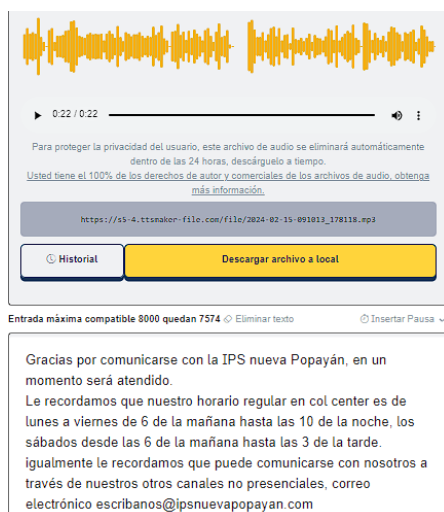 0:22 / 0:22
Para proteger la privacidad del usuario, este archivo de audio se eliminará automáticamente
dentro de las 24 horas, descárguelo a tiempo.
Usted tiene el 100% de los derechos de autor y comerciales de los archivos de audio, obtenga
más información.
https://s5-4.ttsmaker-file.com/file/2024-02-15-091013_178118.mp3
Historial
Descargar archivo a local
Entrada máxima compatible 8000 quedan 7574 Eliminar texto
Insertar Pausa
Gracias por comunicarse con la IPS nueva Popayán, en un
momento será atendido.
Le recordamos que nuestro horario regular en col center es de
lunes a viernes de 6 de la mañana hasta las 10 de la noche, los
sábados desde las 6 de la mañana hasta las 3 de la tarde.
igualmente le recordamos que puede comunicarse con nosotros a
través de nuestros otros canales no presenciales, correo
electrónico escribanos@ipsnuevapopayan.com